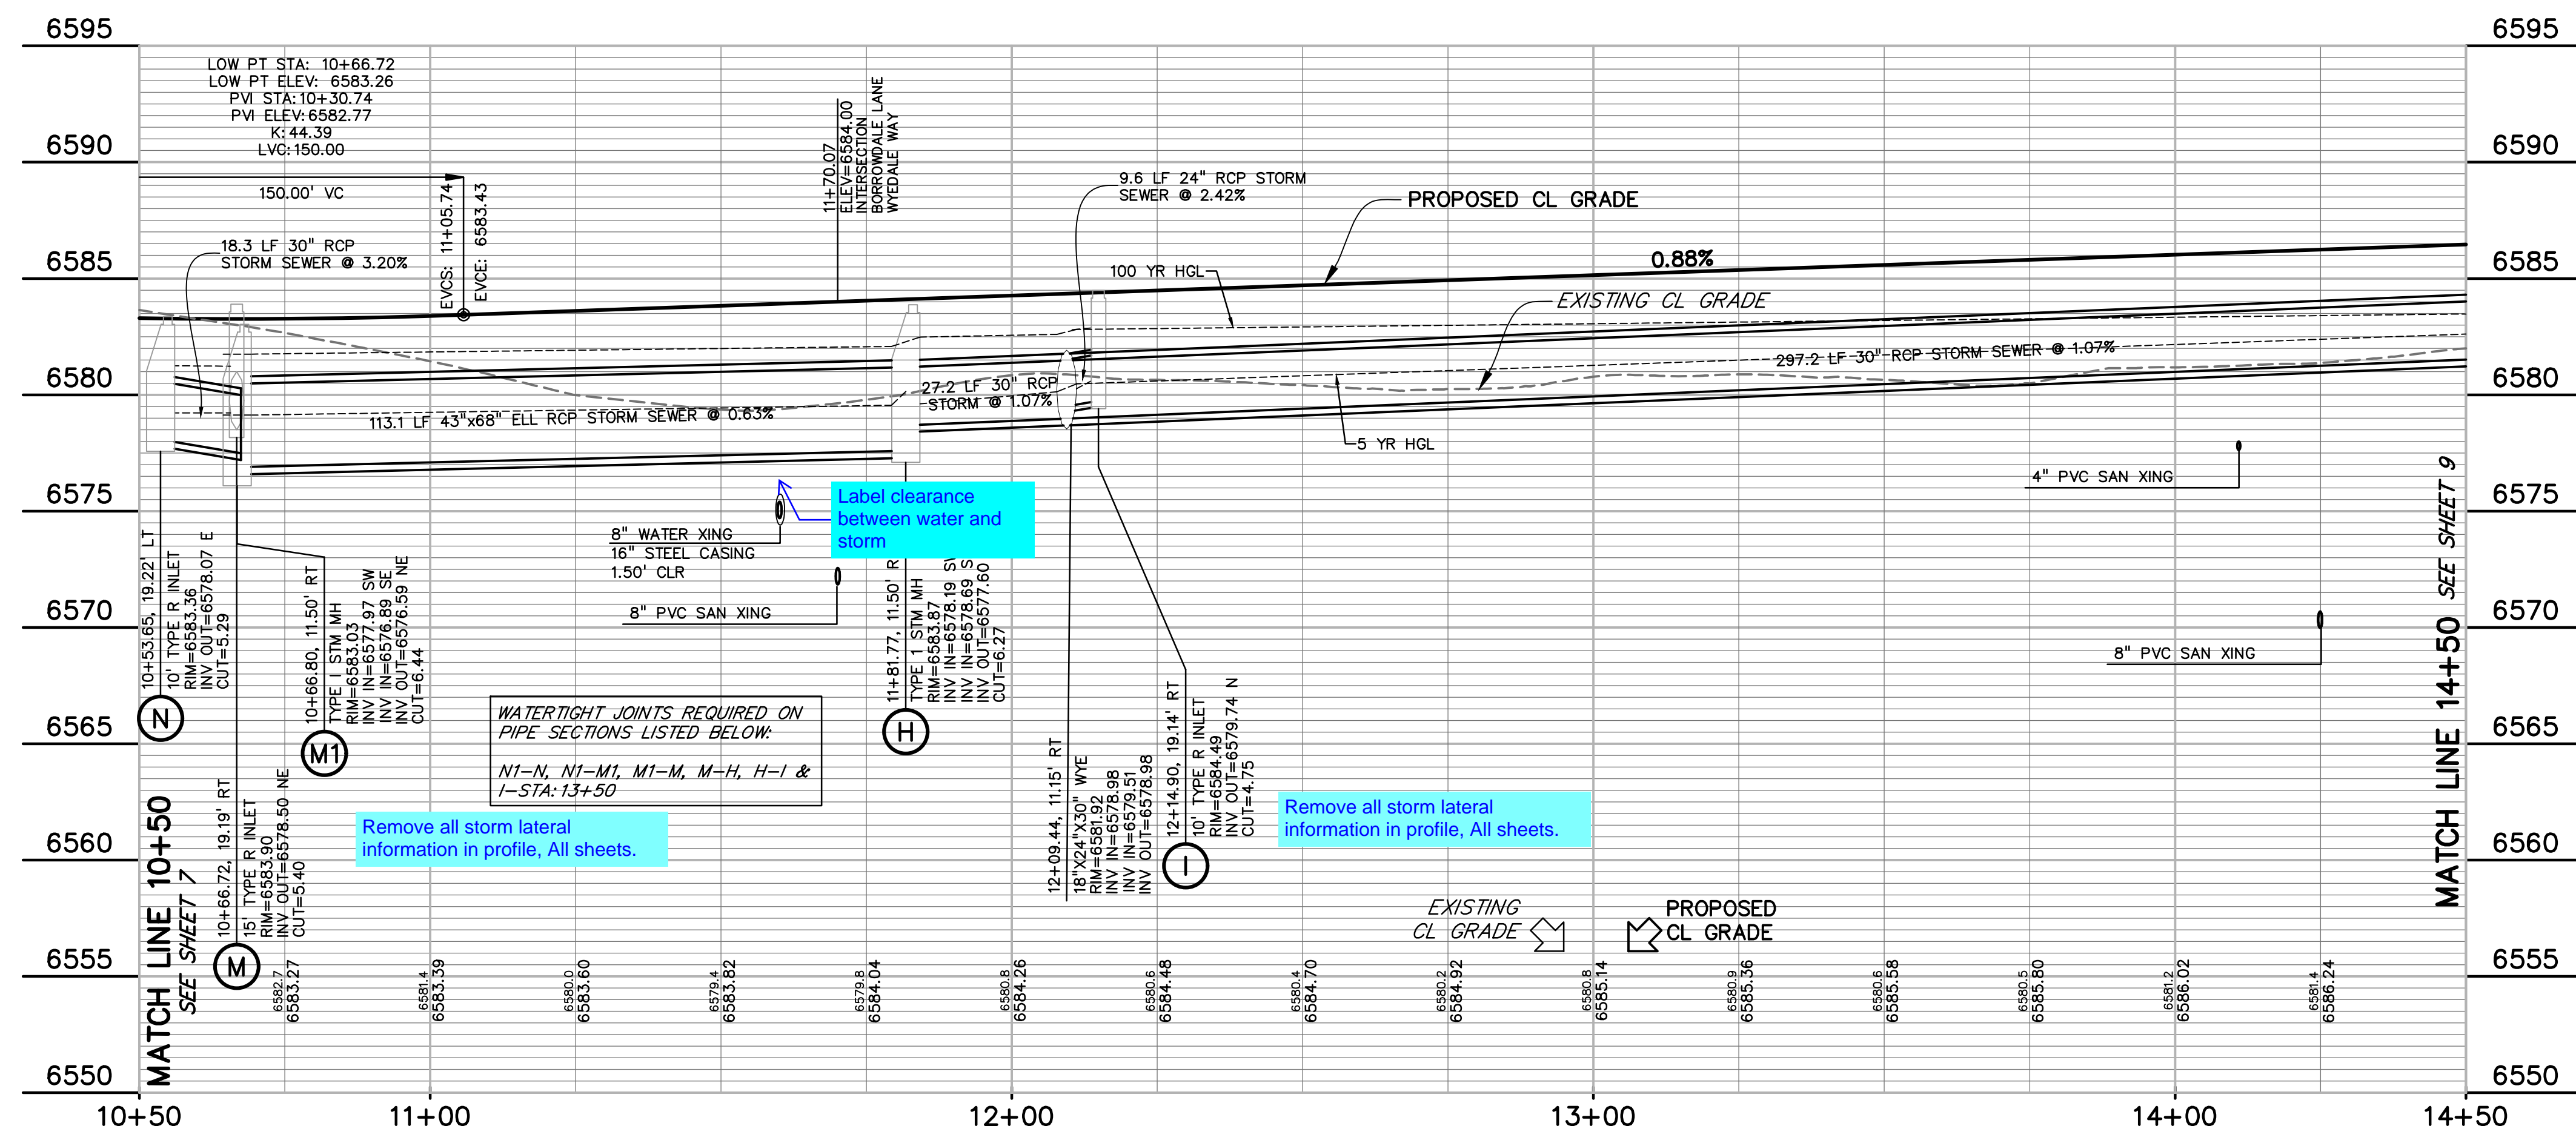 6595
6590
6585
6580
6575
6570
6565
6560
6555
6550
LOW PT STA: 10+66.72
LOW PT ELEV: 6583.26
PVI STA:10+30.74
PVI ELEV:6582.77
K:44.39
LVC:150.00
150.00' VC
18.3 LF 30" RCP
STORM SEWER @ 3.20%
EVCS: 11+05.74
EVCE: 6583.43
11+70.07
ELEV=6584.00
INTERSECTION
BORROWDALE LANE
WYEDALE WAY
9.6 LF 24" RCP STORM
SEWER @ 2.42%
PROPOSED CL GRADE
0.88%
100 YR HGL
EXISTING CL GRADE
297.2 LF 30" RCP STORM SEWER @ 1.07%
27.2 LF 30" RCP
STORM @ 1.07%
113.1 LF 43"x68" ELL RCP STORM SEWER @ 0.63%
5 YR HGL
4" PVC SAN XING
8" PVC SAN XING
Label clearance
between water and
storm
8" WATER XING
16" STEEL CASING
1.50' CLR
8" PVC SAN XING
10+53.65, 19.22' LT
10' TYPE R INLET
RIM=6583.36
INV OUT=6578.07 E
CUT=5.29
N
10+66.80, 11.50' RT
TYPE I STM MH
RIM=6583.03
INV IN=6577.97 SW
INV IN=6576.89 SE
INV OUT=6576.59 NE
CUT=6.44
M1
10+66.72, 19.19' RT
15' TYPE R INLET
RIM=6583.90
INV OUT=6578.50 NE
CUT=5.40
M
11+81.77, 11.50' R
TYPE 1 STM MH
RIM=6583.87
INV IN=6578.19
INV IN=6578.69
INV OUT=6577.60
CUT=6.27
H
WATERTIGHT JOINTS REQUIRED ON
PIPE SECTIONS LISTED BELOW:
N1-N, N1-M1, M1-M, M-H, H-I &
I-STA:13+50
Remove all storm lateral
information in profile, All sheets.
12+09.44, 11.15' RT
18"X24"X30" WYE
RIM=6581.92
INV IN=6578.98
INV IN=6579.51
INV OUT=6578.98
12+14.90, 19.14' RT
10' TYPE R INLET
RIM=6584.49
INV OUT=6579.74 N
CUT=4.75
I
Remove all storm lateral
information in profile, All sheets.
EXISTING
CL GRADE
PROPOSED
CL GRADE
MATCH LINE 10+50
SEE SHEET 7
MATCH LINE 14+50 SEE SHEET 9
6582.7
6583.27
6581.4
6583.39
6580.0
6583.60
6579.4
6583.82
6579.8
6584.04
6580.8
6584.26
6580.6
6584.48
6580.4
6584.70
6580.2
6584.92
6580.8
6585.14
6580.9
6585.36
6580.6
6585.58
6580.5
6585.80
6581.2
6586.02
6581.4
6586.24
6595
6590
6585
6580
6575
6570
6565
6560
6555
6550
10+50
11+00
12+00
13+00
14+00
14+50